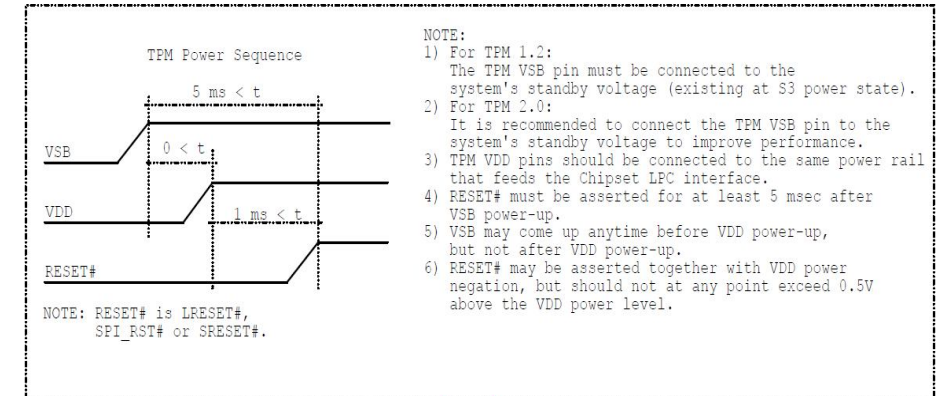 TPM Power Sequence
5 ms < t
VSB
0 < t
VDD
1 ms < t
RESET#
NOTE: RESET# is LRESET#,
SPI_RST# or SRESET#.
NOTE:
1) For TPM 1.2:
The TPM VSB pin must be connected to the
system's standby voltage (existing at S3 power state).
2) For TPM 2.0:
It is recommended to connect the TPM VSB pin to the
system's standby voltage to improve performance.
3) TPM VDD pins should be connected to the same power rail
that feeds the Chipset LPC interface.
4) RESET# must be asserted for at least 5 msec after
VSB power-up.
5) VSB may come up anytime before VDD power-up,
but not after VDD power-up.
6) RESET# may be asserted together with VDD power
negation, but should not at any point exceed 0.5V
above the VDD power level.